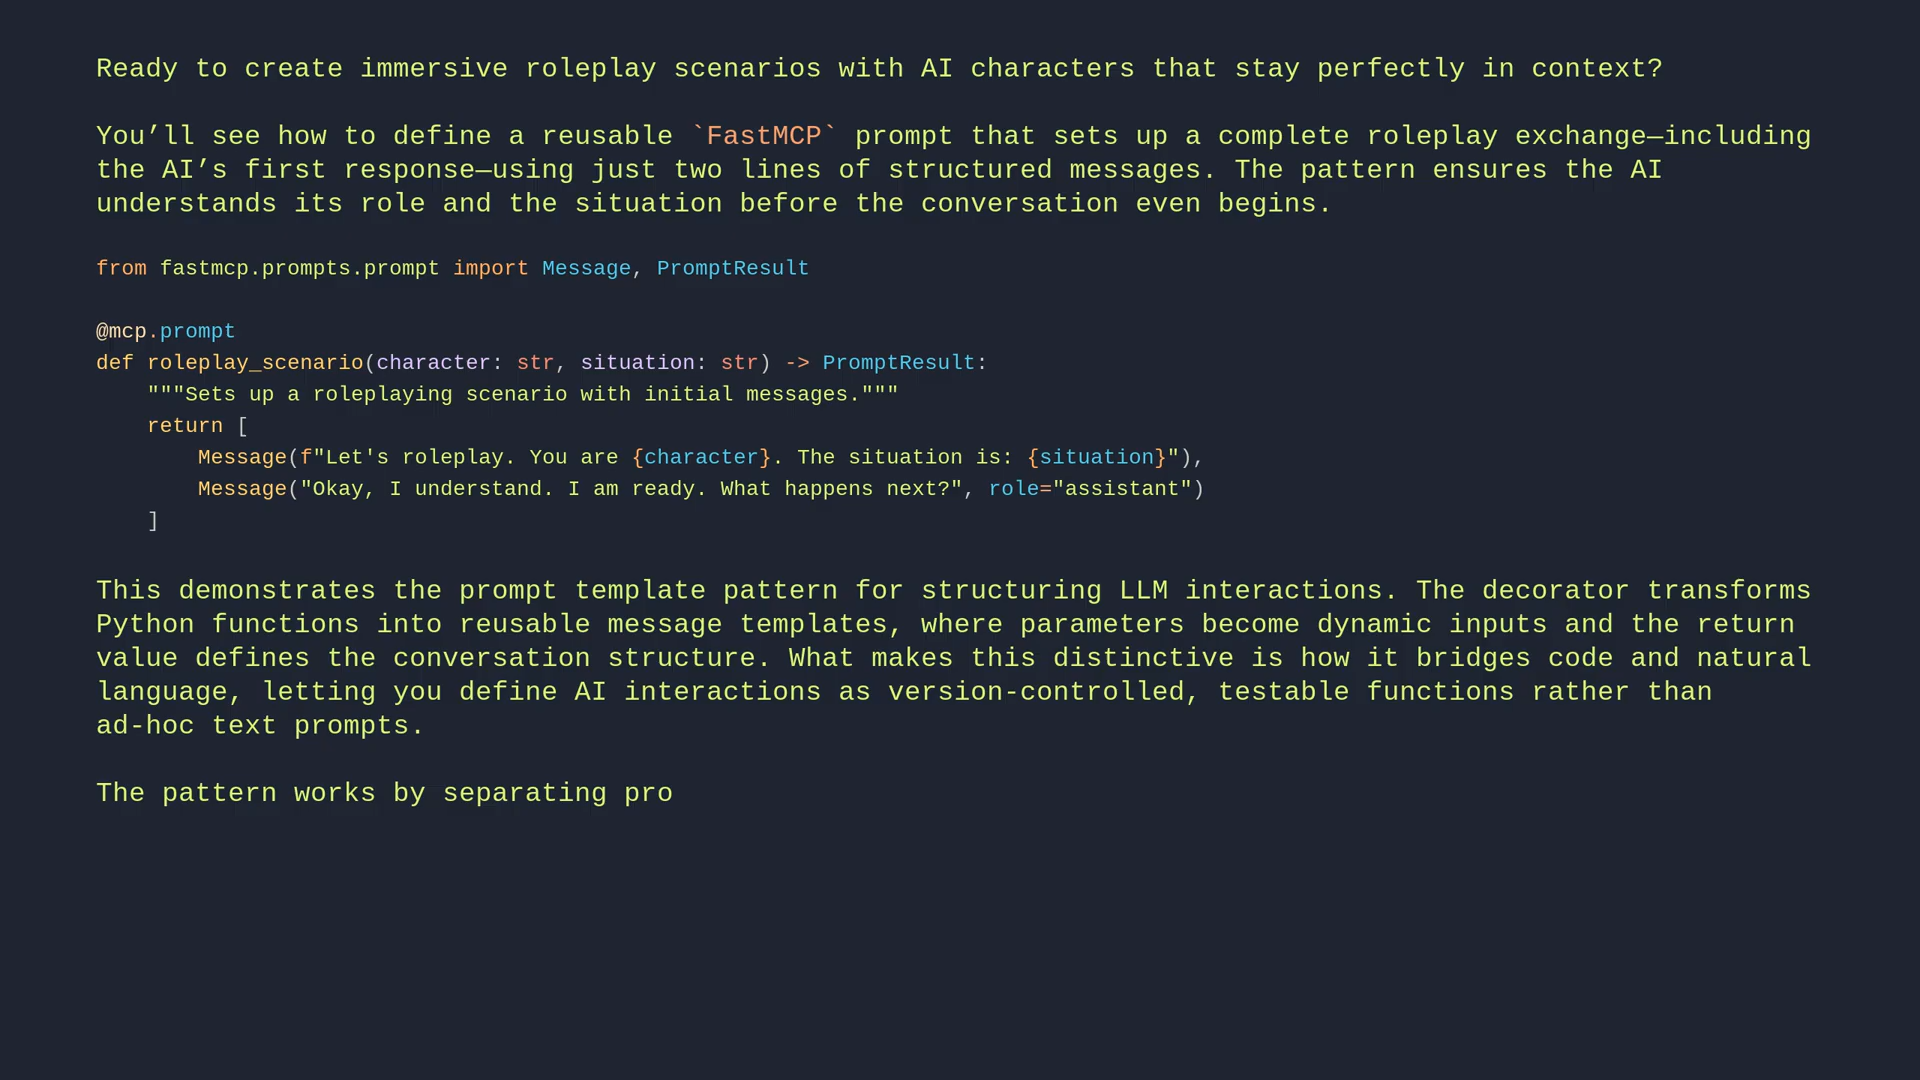 Ready to create immersive roleplay scenarios with AI characters that stay perfectly in context?
You’ll see how to define a reusable `FastMCP` prompt that sets up a complete roleplay exchange—including
the AI’s first response—using just two lines of structured messages. The pattern ensures the AI
understands its role and the situation before the conversation even begins.
from fastmcp.prompts.prompt import Message, PromptResult
@mcp.prompt
def roleplay_scenario(character: str, situation: str) -> PromptResult:
    """Sets up a roleplaying scenario with initial messages."""
    return [
        Message(f"Let's roleplay. You are {character}. The situation is: {situation}"),
        Message("Okay, I understand. I am ready. What happens next?", role="assistant")
    ]
This demonstrates the prompt template pattern for structuring LLM interactions. The decorator transforms
Python functions into reusable message templates, where parameters become dynamic inputs and the return
value defines the conversation structure. What makes this distinctive is how it bridges code and natural
language, letting you define AI interactions as version-controlled, testable functions rather than
ad-hoc text prompts.
The pattern works by separating pro